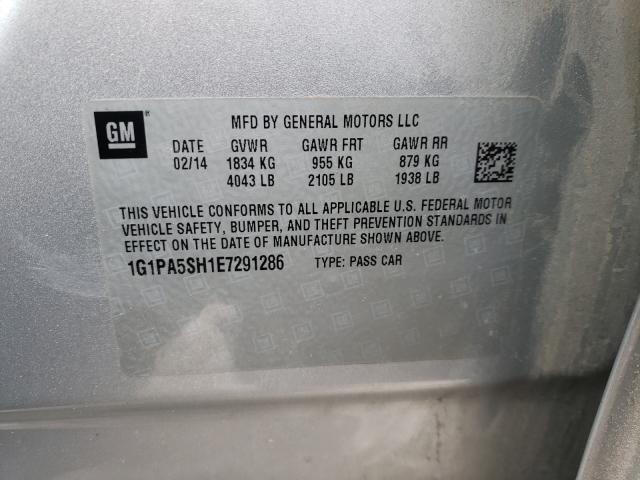 GM
MFD BY GENERAL MOTORS LLC
DATE GVWR GAWR FRT GAWR RR
02/14 1834 KG 955 KG 879 KG
4043 LB 2105 LB 1938 LB
THIS VEHICLE CONFORMS TO ALL APPLICABLE U.S. FEDERAL MOTOR
VEHICLE SAFETY, BUMPER, AND THEFT PREVENTION STANDARDS IN
EFFECT ON THE DATE OF MANUFACTURE SHOWN ABOVE.
1G1PA5SH1E7291286 TYPE: PASS CAR